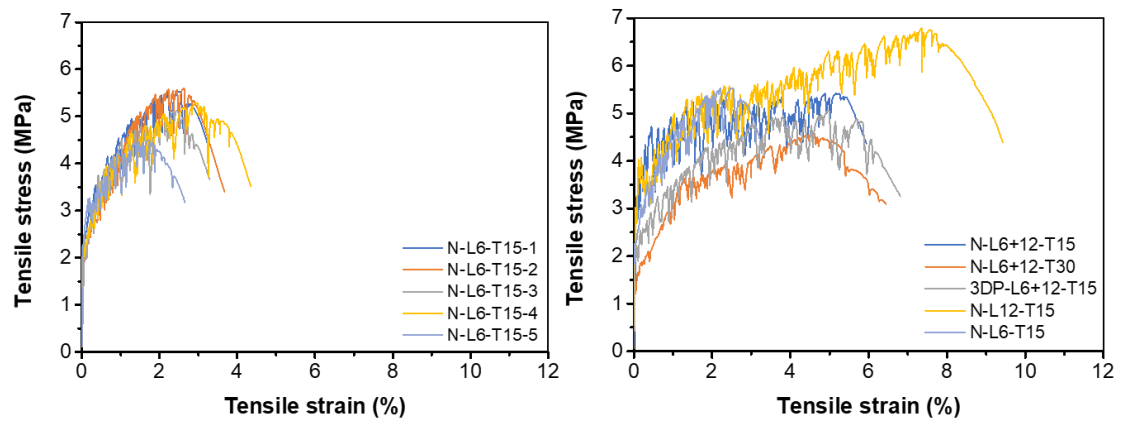 7
6
5
4
3
2
1
0
Tensile stress (MPa)
N-L6-T15-1
N-L6-T15-2
N-L6-T15-3
N-L6-T15-4
N-L6-T15-5
0 2 4 6 8 10 12
Tensile strain (%)
7
6
5
4
3
2
1
0
Tensile stress (MPa)
N-L6+12-T15
N-L6+12-T30
3DP-L6+12-T15
N-L12-T15
N-L6-T15
0 2 4 6 8 10 12
Tensile strain (%)